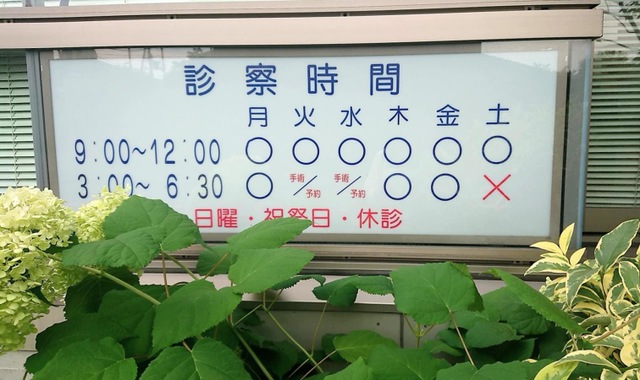 診察時間
月 火 水 木 金 土
9:00~12:00 ○ ○ ○ ○ ○ ○
3:00~ 6:30 ○ 手術/予約 手術/予約 ○ ○ ×
日曜・祝祭日・休診